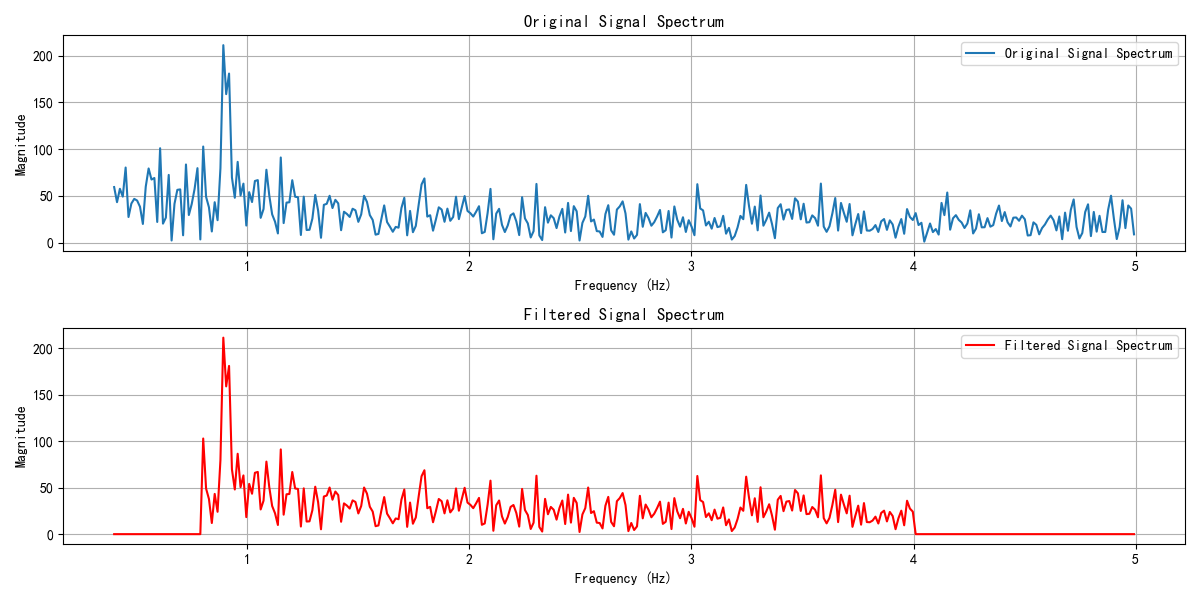 Original Signal Spectrum
Original Signal Spectrum
Magnitude
200
150
100
50
0
1
2
3
4
5
Frequency (Hz)
Filtered Signal Spectrum
Filtered Signal Spectrum
Magnitude
200
150
100
50
0
1
2
3
4
5
Frequency (Hz)